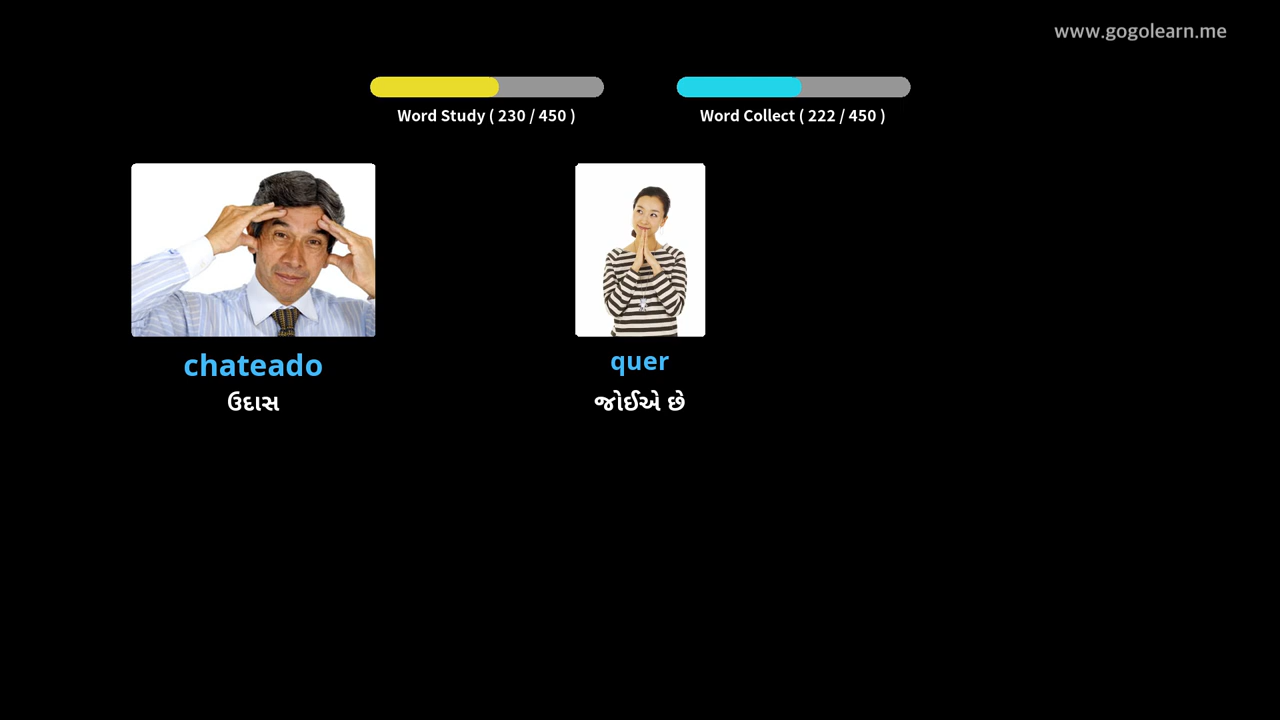 www.gogolearn.me
Word Study ( 230 / 450 )
Word Collect ( 222 / 450 )
chateado
ઉદાસ
quer
જોઈએ છે